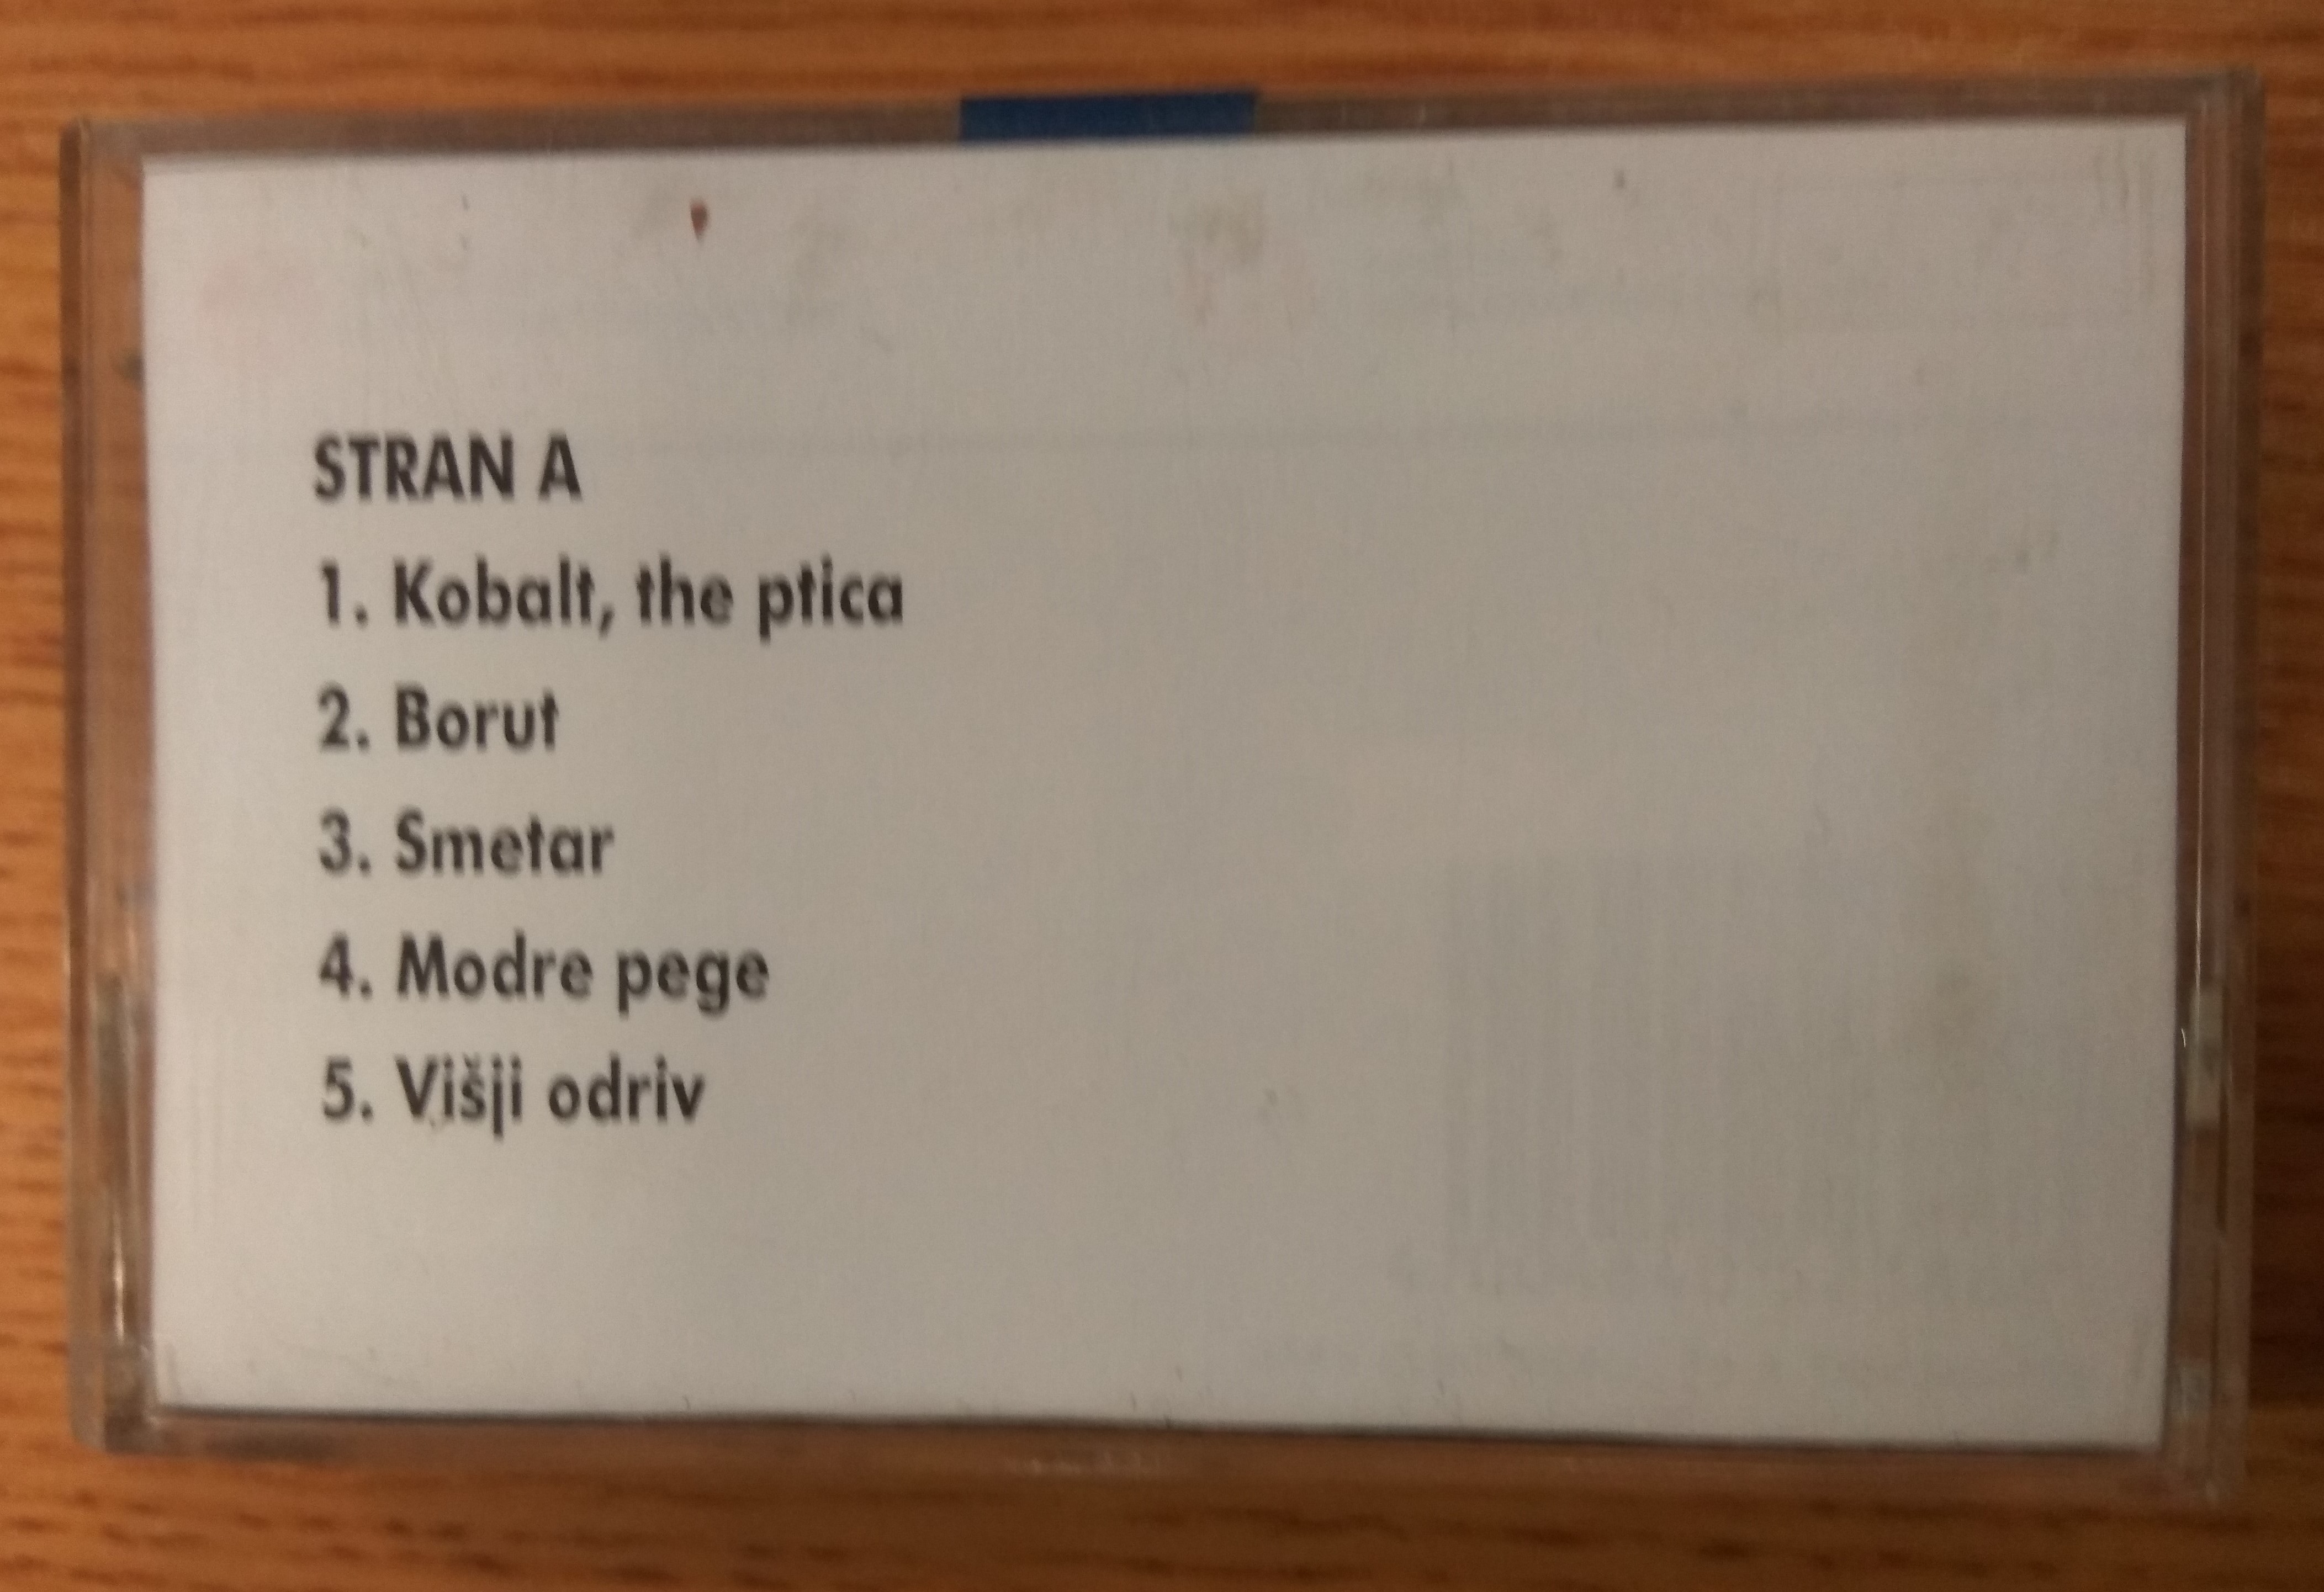 STRAN A
1. Kobalt, the ptica
2. Borut
3. Smetar
4. Modre pege
5. Višji odriv